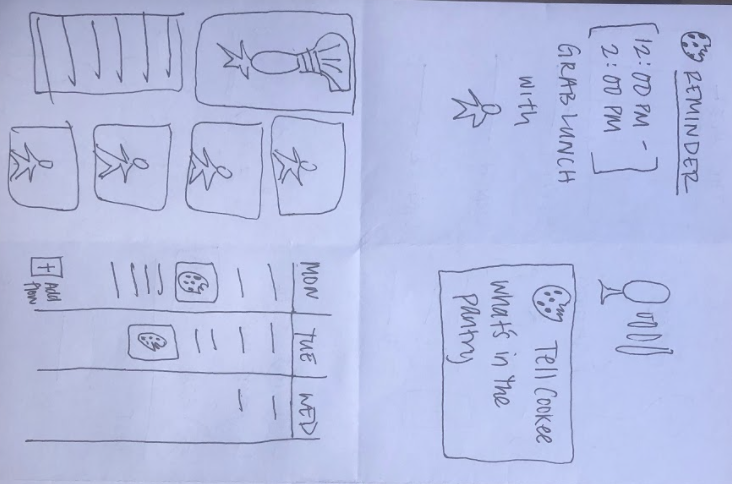 REMINDER
12:00 PM -
2:00 PM
GRAB LUNCH
with
Tell Cookee
what's in the
pantry
MON
TUE
WED
+ Add
Plan